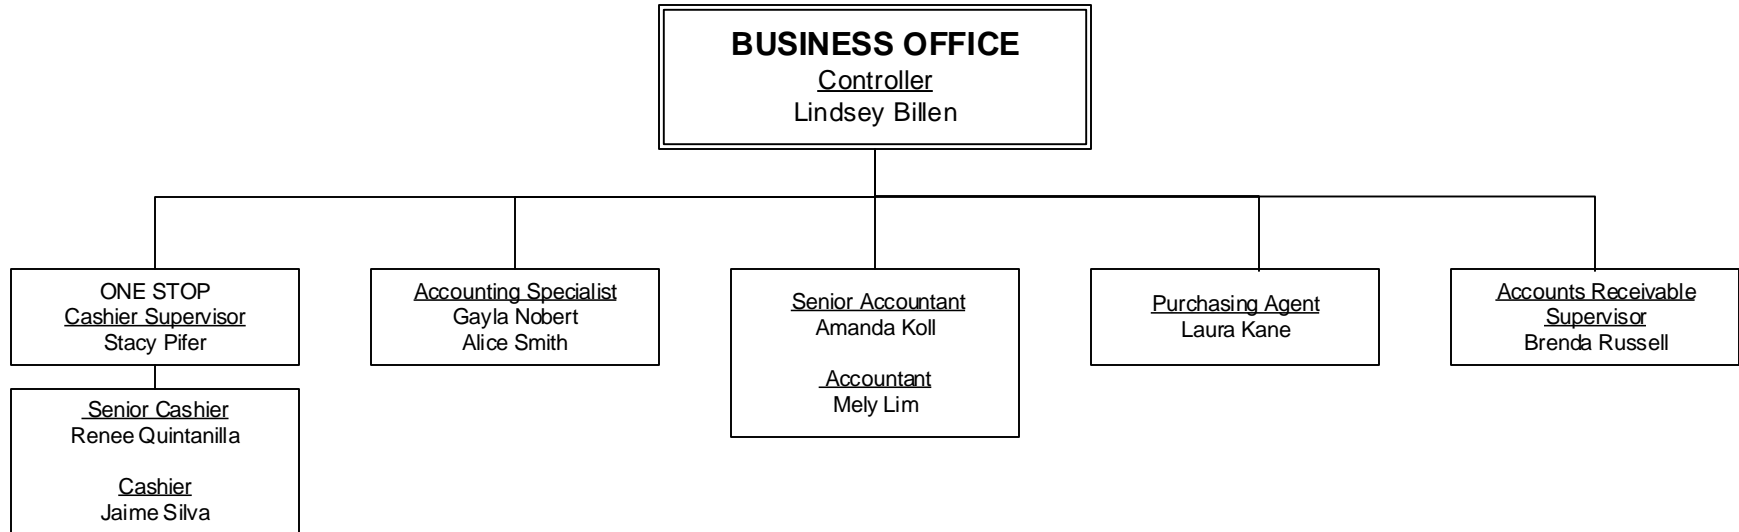 BUSINESS OFFICE
Controller
Lindsey Billen
ONE STOP
Cashier Supervisor
Stacy Pifer
Senior Cashier
Renee Quintanilla
Cashier
Jaime Silva
Accounting Specialist
Gayla Nobert
Alice Smith
Senior Accountant
Amanda Koll
Accountant
Mely Lim
Purchasing Agent
Laura Kane
Accounts Receivable
Supervisor
Brenda Russell